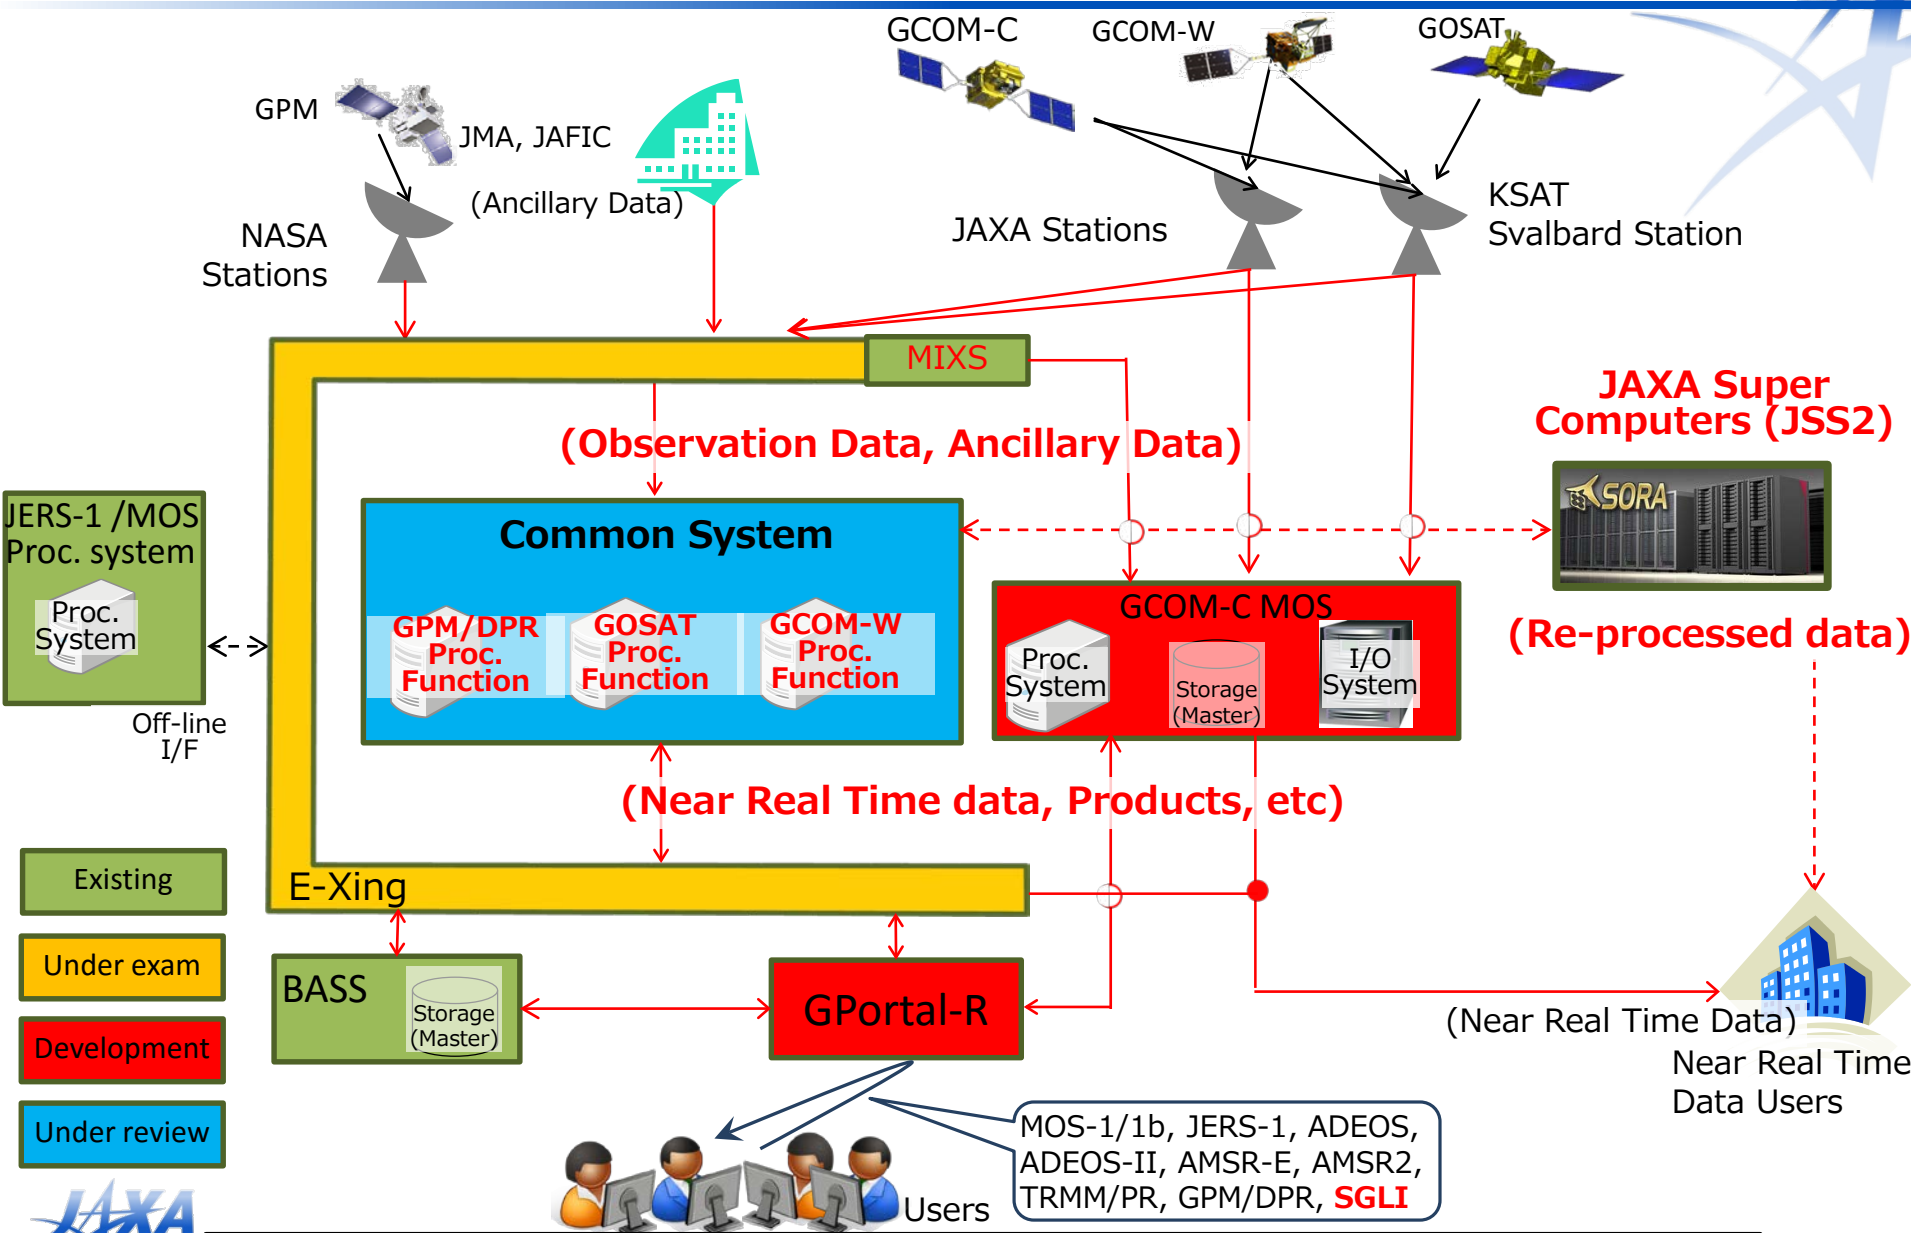 GCOM-C
GCOM-W
GOSAT
GPM
JMA, JAFIC
(Ancillary Data)
NASA
Stations
JAXA Stations
KSAT
Svalbard Station
MIXS
(Observation Data, Ancillary Data)
JAXA Super
Computers (JSS2)
SORA
JERS-1 /MOS
Proc. system
Proc.
System
Off-line
I/F
Common System
GPM/DPR
Proc.
Function
GOSAT
Proc.
Function
GCOM-W
Proc.
Function
GCOM-C MOS
Proc.
System
Storage
(Master)
I/O
System
(Re-processed data)
(Near Real Time data, Products, etc)
E-Xing
Existing
Under exam
Development
Under review
BASS
Storage
(Master)
GPortal-R
(Near Real Time Data)
Near Real Time
Data Users
MOS-1/1b, JERS-1, ADEOS,
ADEOS-II, AMSR-E, AMSR2,
TRMM/PR, GPM/DPR, SGLI
Users
JAXA